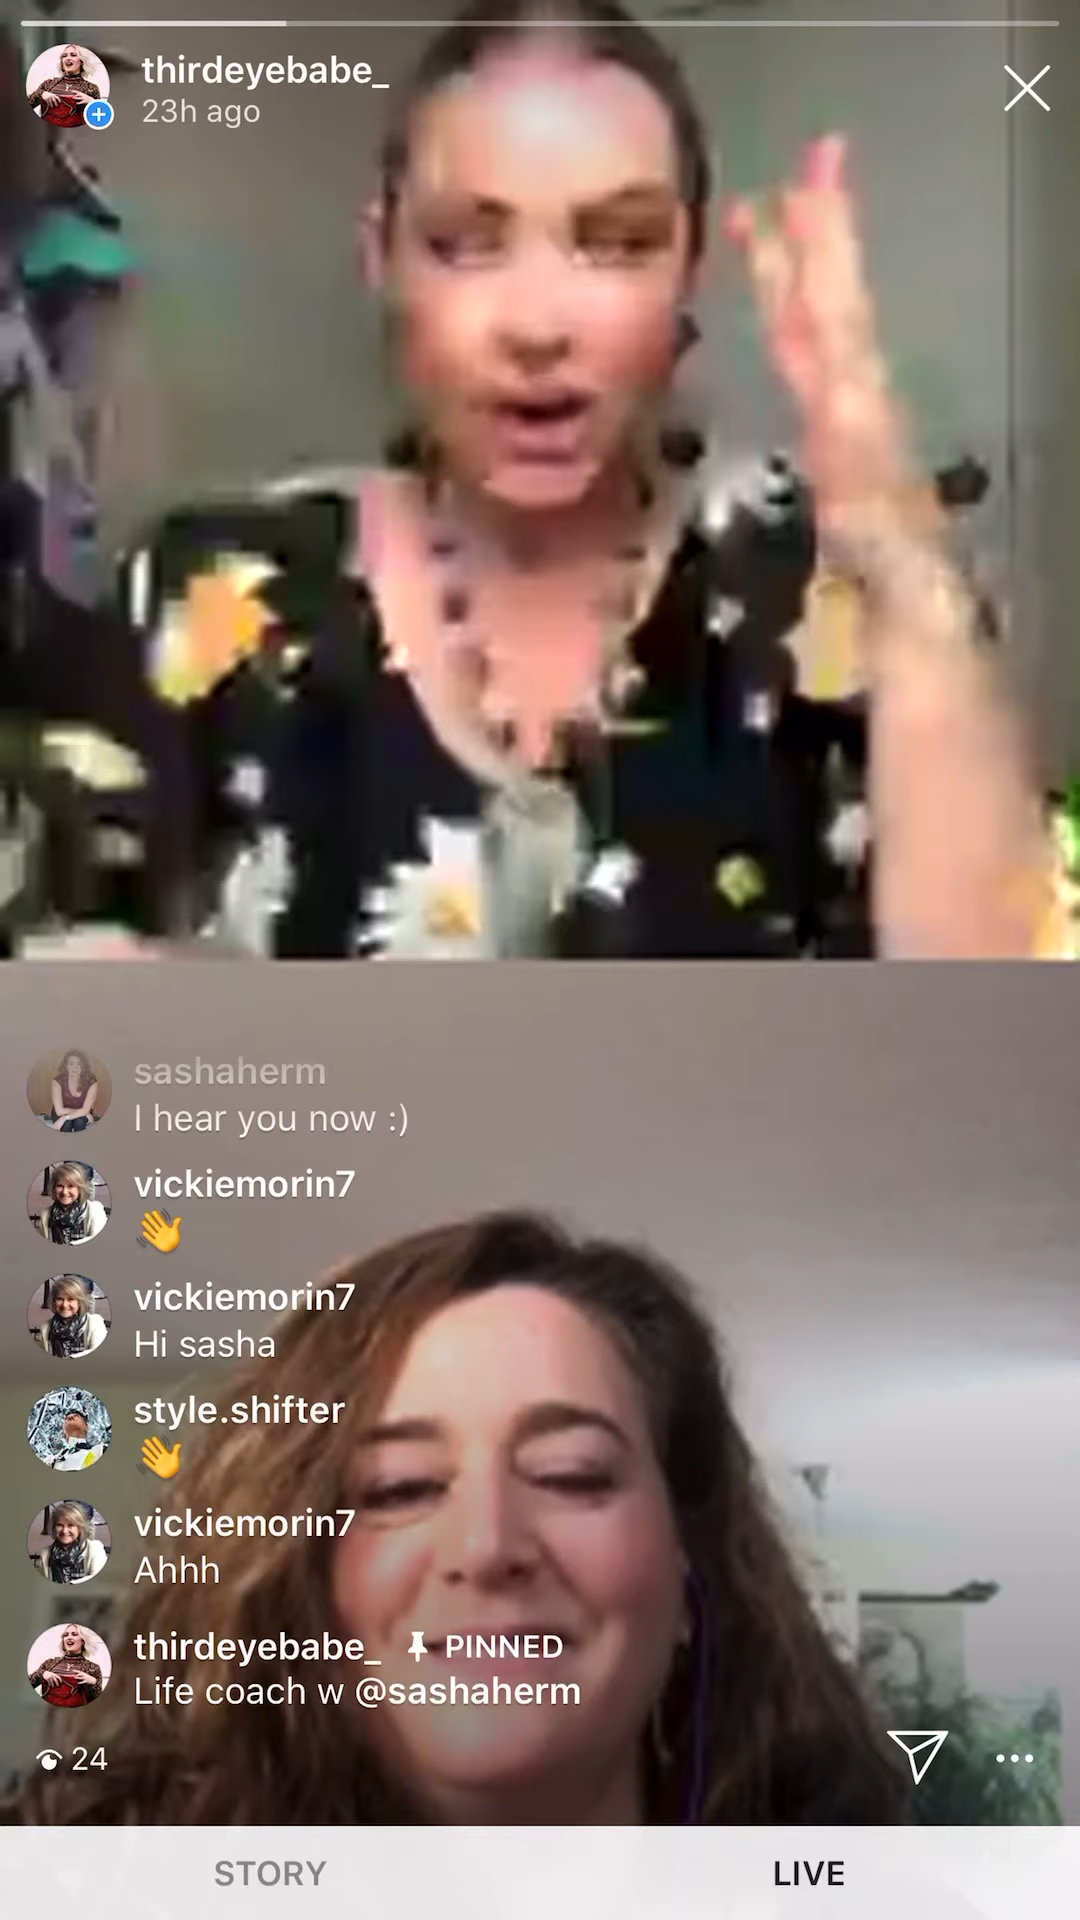 thirdeyebabe_
23h ago
sashaherm
I hear you now :)
vickiemorin7
👋
vickiemorin7
Hi sasha
style.shifter
👋
vickiemorin7
Ahhh
thirdeyebabe_ PINNED
Life coach w @sashaherm
24
STORY LIVE